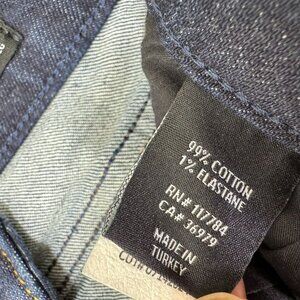 99% COTTON
1% ELASTANE
RN# 117784
CA# 36979
MADE IN
TURKEY